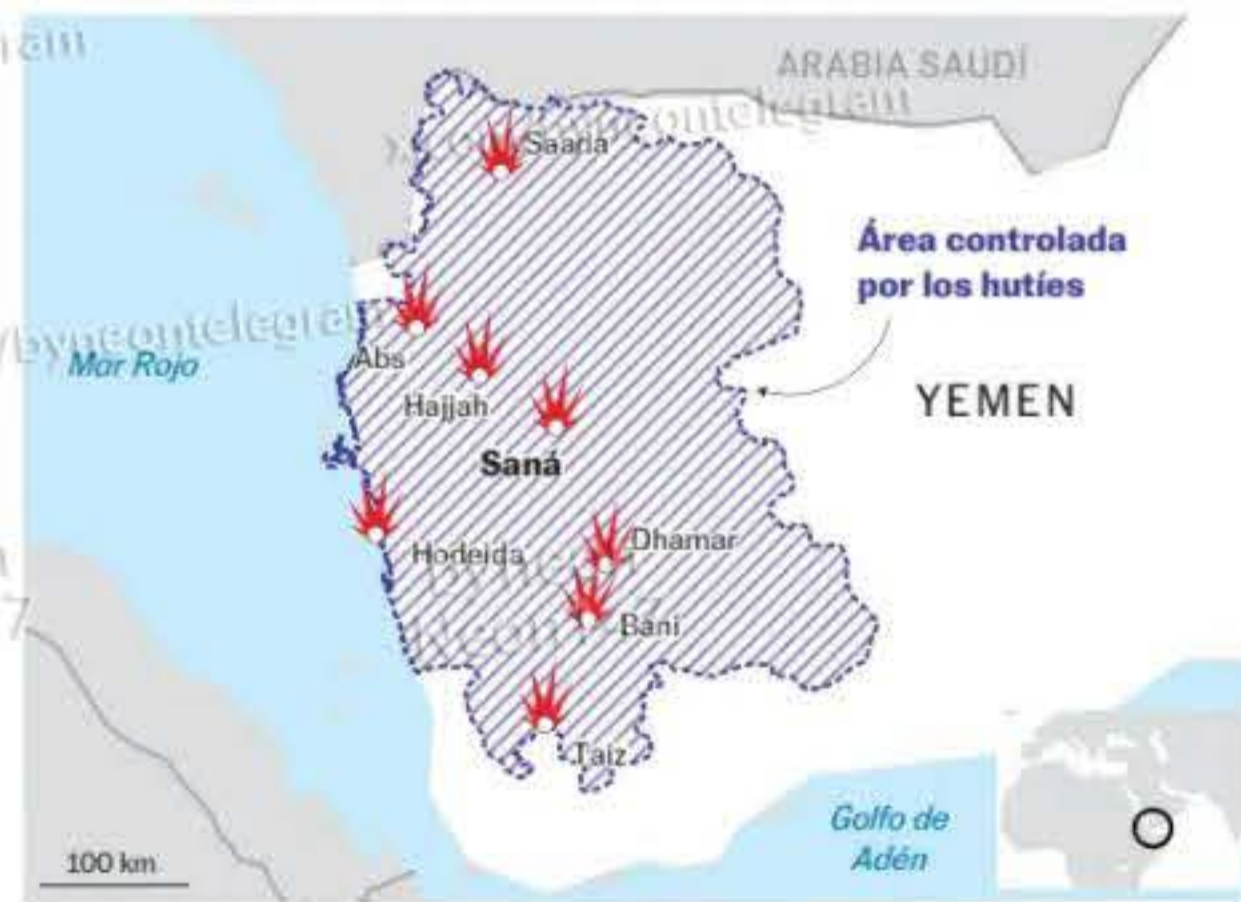 ARABIA SAUDÍ
Saada
Área controlada
por los hutíes
Abs
Mar Rojo
Hajjah
YEMEN
Saná
Dhamar
Hodeida
Bani
Taiz
Golfo de
Adén
100 km